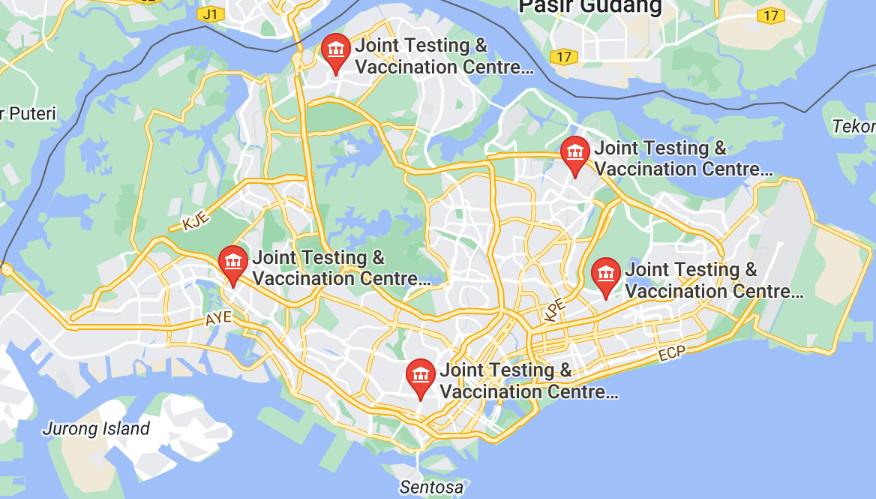 J1
Pasir Gudang
17
17
Joint Testing &
Vaccination Centre...
r Puteri
Tekor
Joint Testing &
Vaccination Centre...
KJE
Joint Testing &
Vaccination Centre...
Joint Testing &
Vaccination Centre...
KPE
AYE
ECP
Joint Testing &
Vaccination Centre...
Jurong Island
Sentosa